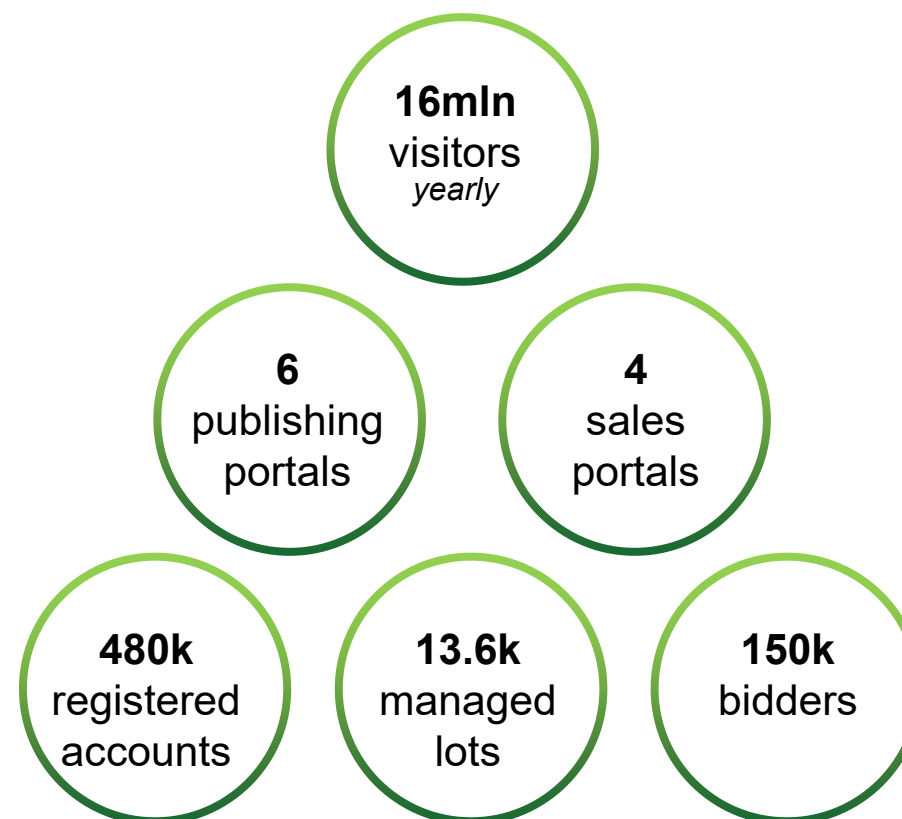 16mln
visitors
yearly
6
publishing
portals
4
sales
portals
480k
registered
accounts
13.6k
managed
lots
150k
bidders